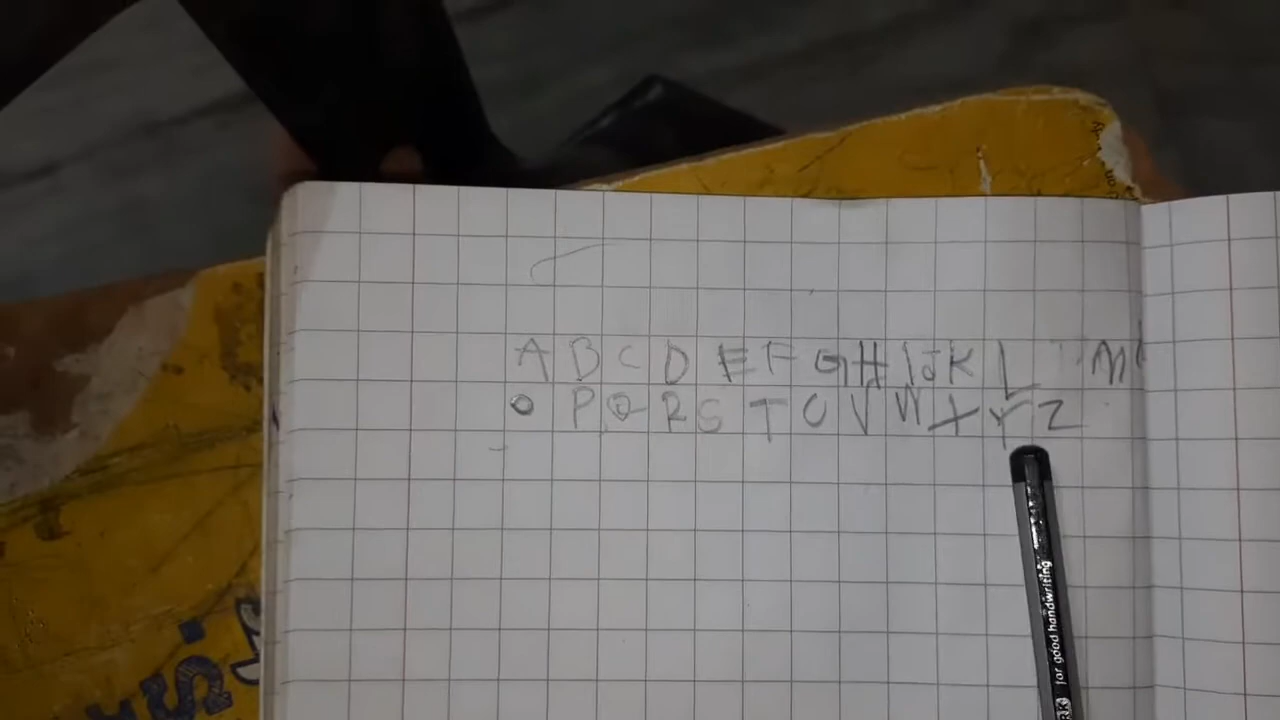 A B C D E F G H I J K L M
O P Q R S T U V W X Y Z
for good handwriting